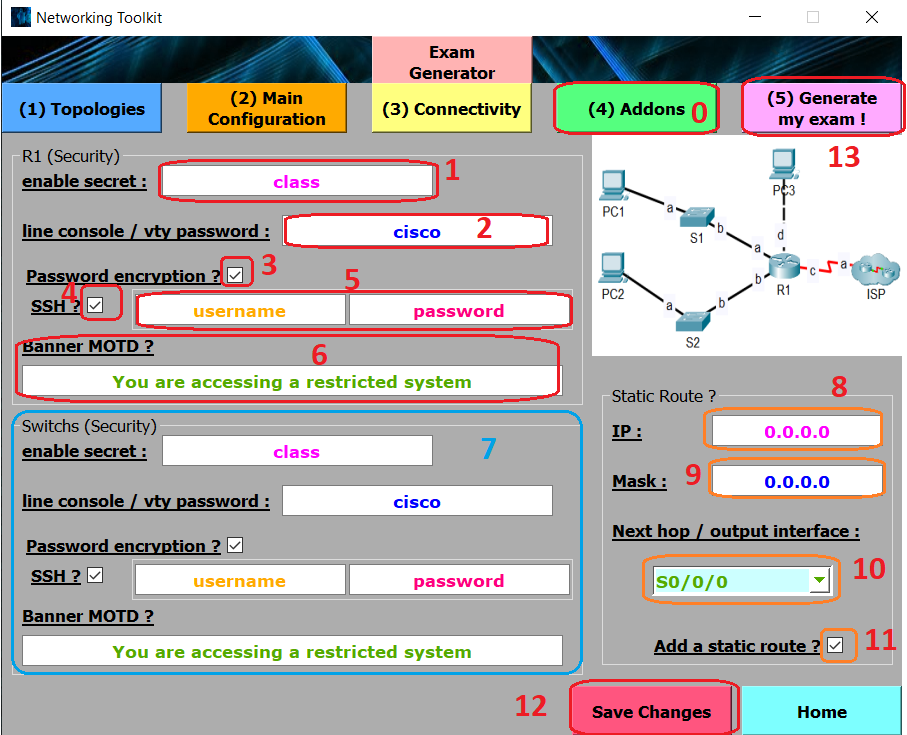 Networking Toolkit
Exam
Generator
(1) Topologies
(2) Main
Configuration
(3) Connectivity
(4) Addons 0
(5) Generate
my exam !
13
R1 (Security)
enable secret : class 1
line console / vty password : cisco 2
Password encryption ? 3
4 SSH ? username password 5
Banner MOTD ? 6
You are accessing a restricted system
Switchs (Security)
enable secret : class 7
line console / vty password : cisco
Password encryption ?
SSH ? username password
Banner MOTD ?
You are accessing a restricted system
PC3
PC1 a
S1 b
d
a
c a
R1 ISP
PC2
b
b
a
S2
Static Route ? 8
IP : 0.0.0.0
Mask : 9 0.0.0.0
Next hop / output interface :
S0/0/0 10
Add a static route ? 11
12 Save Changes
Home